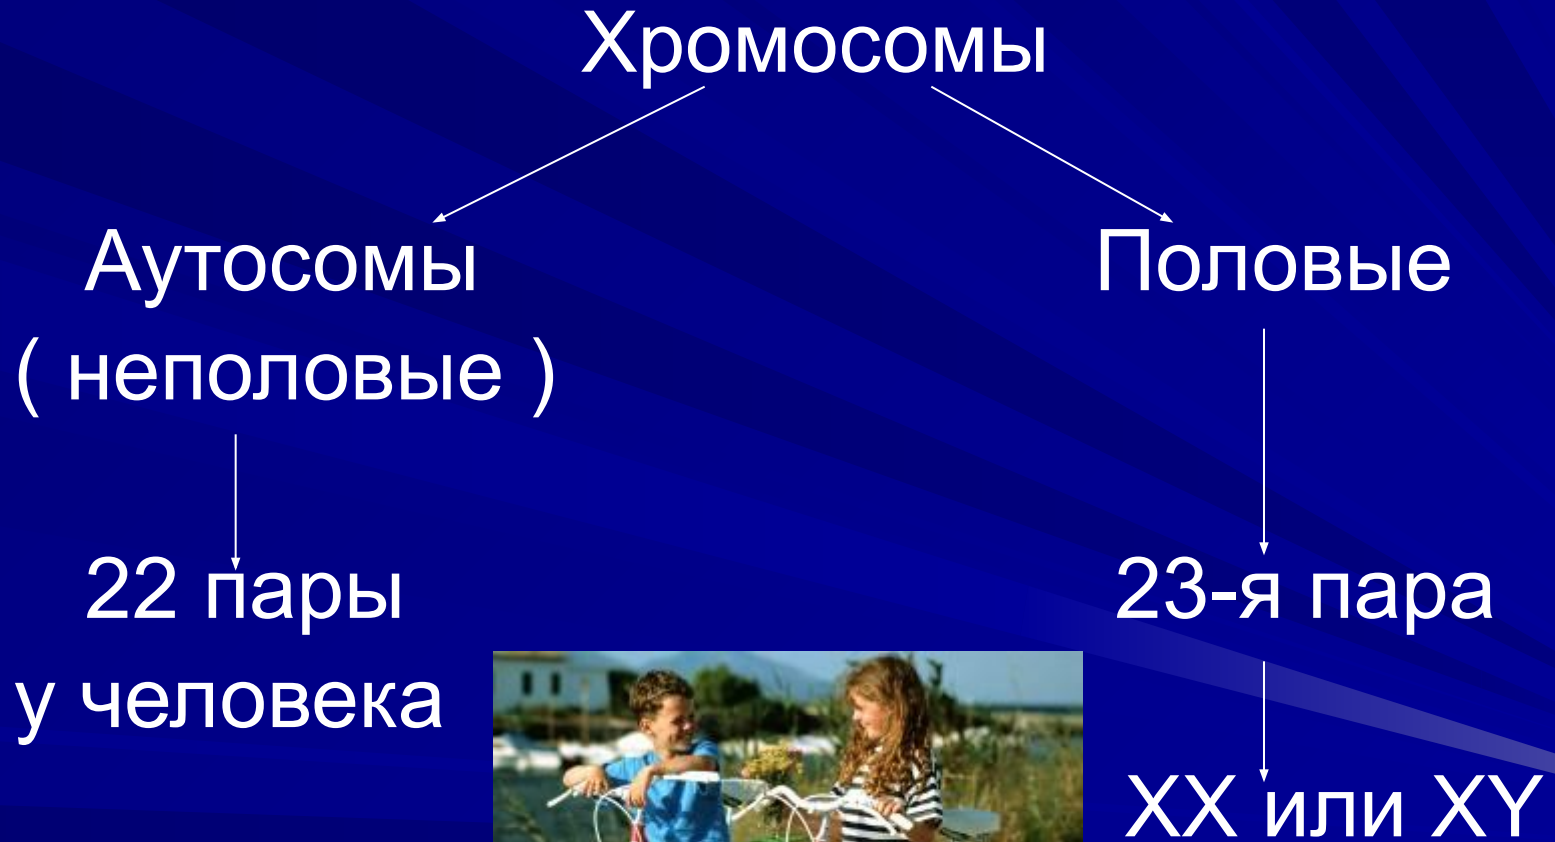 Хромосомы
Аутосомы
( неполовые )
Половые
22 пары
у человека
23-я пара
XX или XY